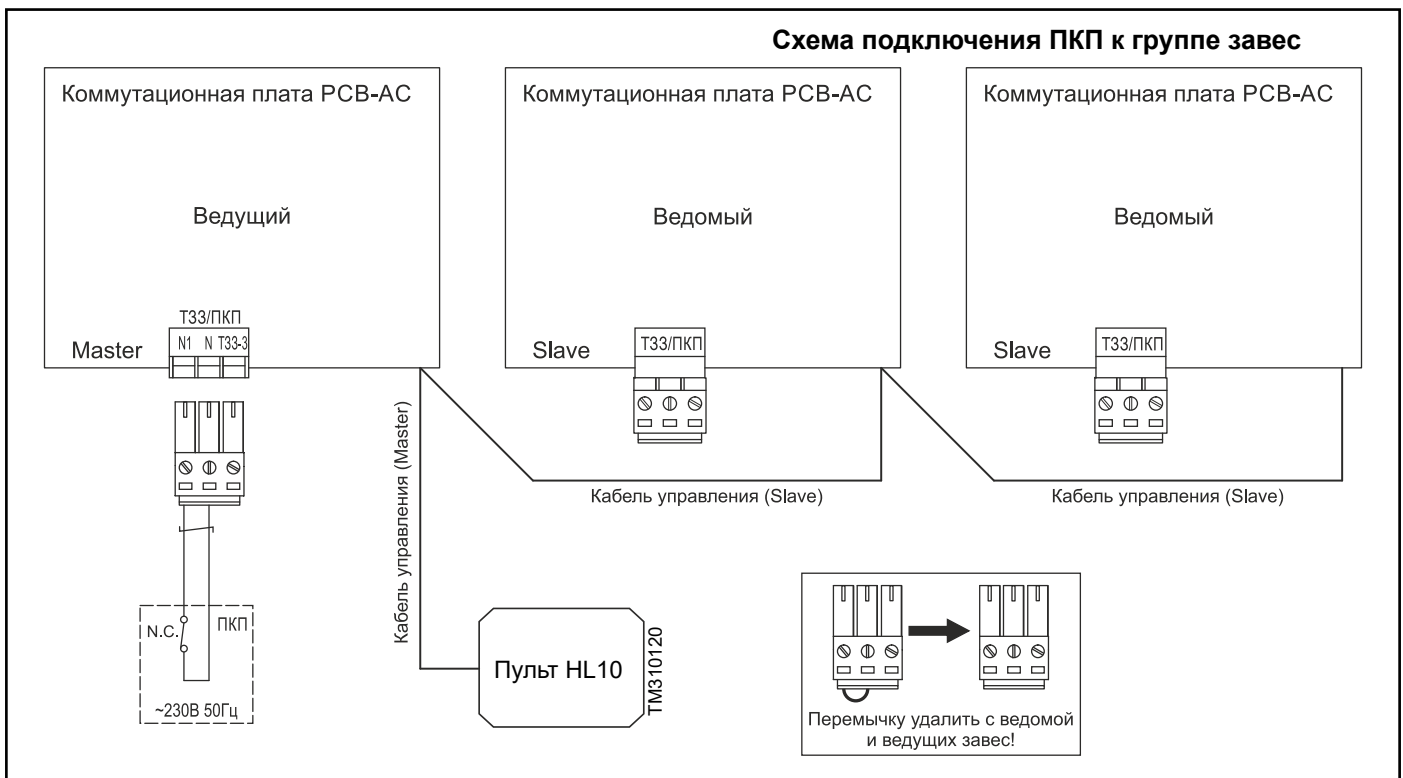 Схема подключения ПКП к группе завес
Коммутационная плата PCB-AC
Ведущий
ТЗЗ/ПКП
N1 N ТЗЗ-3
Master
Коммутационная плата PCB-AC
Ведомый
Slave
ТЗЗ/ПКП
Коммутационная плата PCB-AC
Ведомый
Slave
ТЗЗ/ПКП
Кабель управления (Master)
Кабель управления (Slave)
Кабель управления (Slave)
N.C.
ПКП
~230В 50Гц
Пульт HL10
TM310120
Перемычку удалить с ведомой
и ведущих завес!